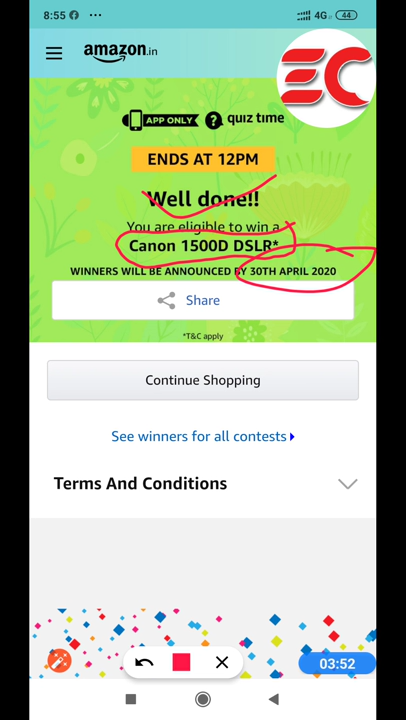 8:55
4G
44
amazon.in
EC
APP ONLY
? quiz time
ENDS AT 12PM
Well done!!
You are eligible to win a
Canon 1500D DSLR*
WINNERS WILL BE ANNOUNCED BY 30TH APRIL 2020
Share
*T&C apply
Continue Shopping
See winners for all contests
Terms And Conditions
03:52